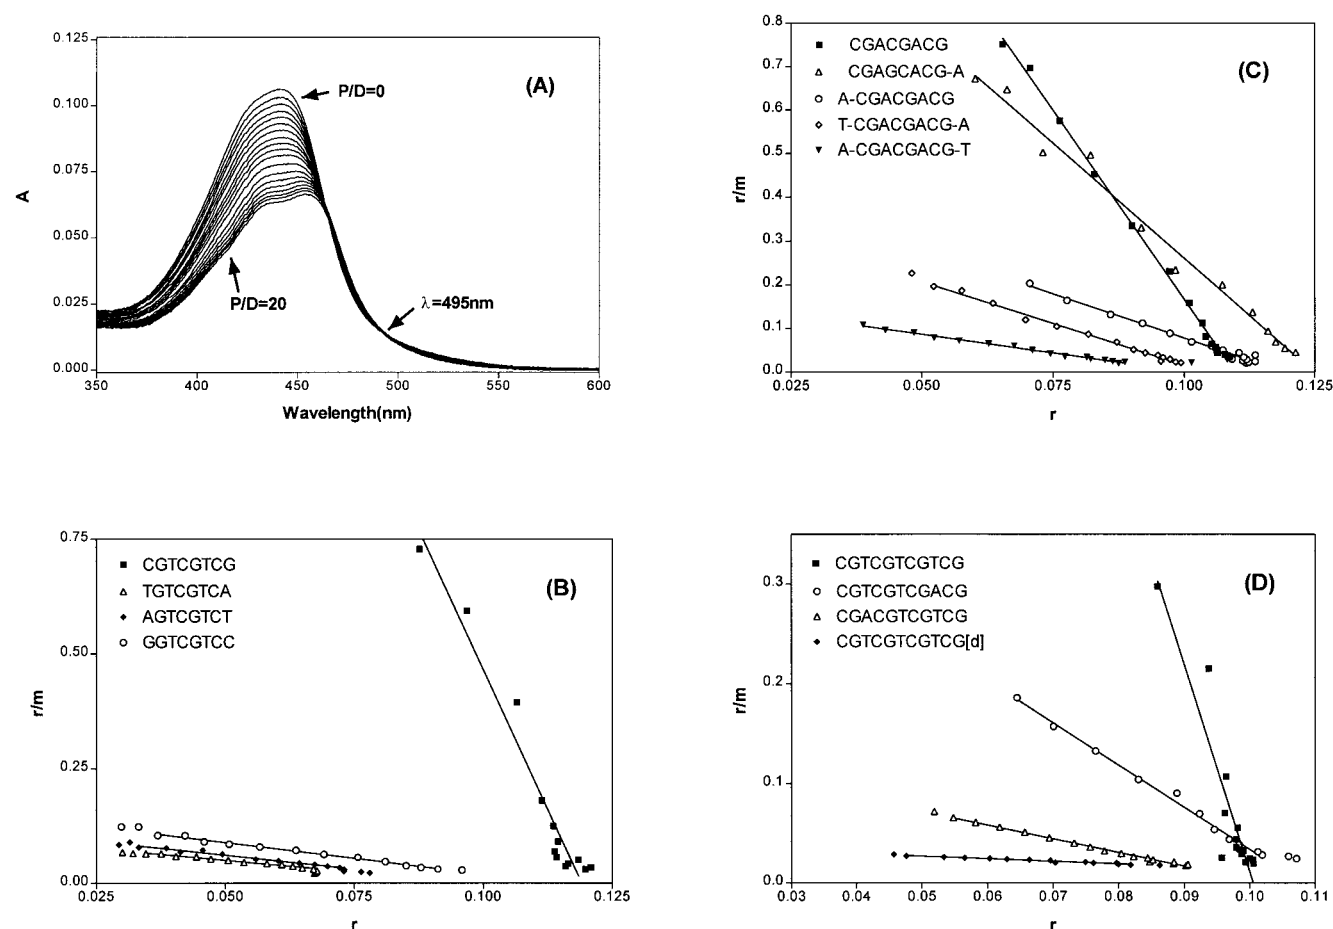 0.125
0.100
0.075
0.050
0.025
0.000
A
(A)
P/D=0
P/D=20
λ=495nm
350
400
450
500
550
600
Wavelength(nm)
0.8
0.7
0.6
0.5
0.4
0.3
0.2
0.1
0.0
r/m
CGACGACG
CGAGCACG-A
A-CGACGACG
T-CGACGACG-A
A-CGACGACG-T
(C)
0.025
0.050
0.075
0.100
0.125
r
0.75
0.50
0.25
0.00
r/m
CGTCGTCG
TGTCGTCA
AGTCGTCT
GGTCGTCC
(B)
0.025
0.050
0.075
0.100
0.125
r
0.3
0.2
0.1
0.0
r/m
CGTCGTCGTCG
CGTCGTCGACG
CGACGTCGTCG
CGTCGTCGTCG[d]
(D)
0.03
0.04
0.05
0.06
0.07
0.08
0.09
0.10
0.11
r